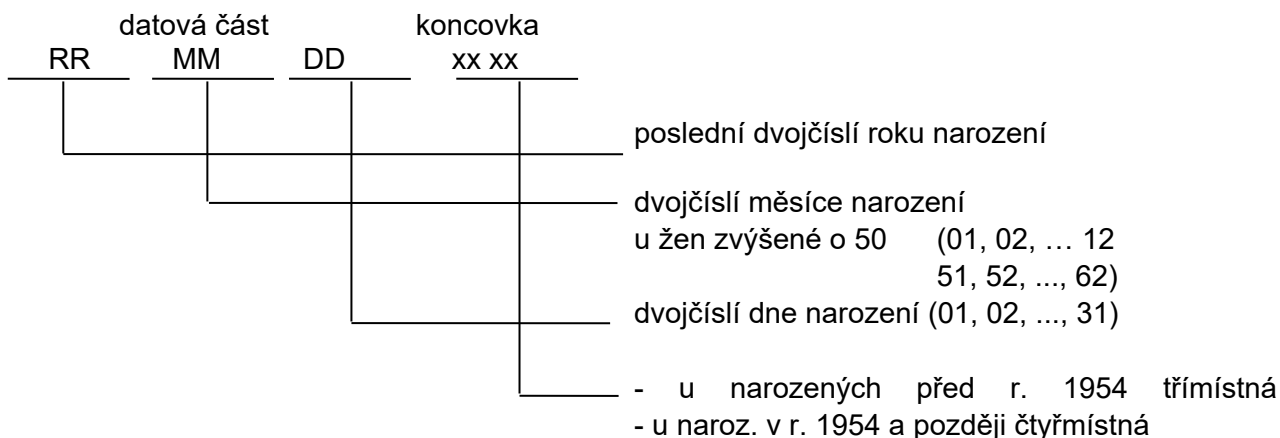 datová část koncovka
RR MM DD xx xx
poslední dvojčíslí roku narození
dvojčíslí měsíce narození
u žen zvýšené o 50 (01, 02, … 12
51, 52, ..., 62)
dvojčíslí dne narození (01, 02, ..., 31)
- u narozených před r. 1954 třímístná
- u naroz. v r. 1954 a později čtyřmístná